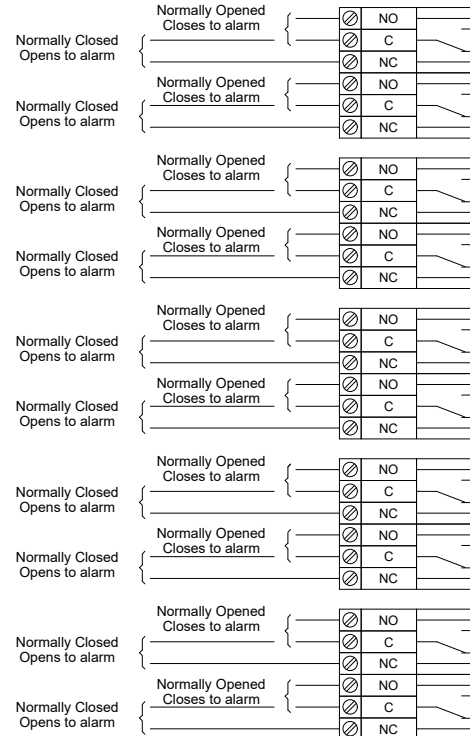 Normally Opened
Closes to alarm
NO
Normally Closed
Opens to alarm
C
NC
Normally Opened
Closes to alarm
NO
Normally Closed
Opens to alarm
C
NC
Normally Opened
Closes to alarm
NO
Normally Closed
Opens to alarm
C
NC
Normally Opened
Closes to alarm
NO
Normally Closed
Opens to alarm
C
NC
Normally Opened
Closes to alarm
NO
Normally Closed
Opens to alarm
C
NC
Normally Opened
Closes to alarm
NO
Normally Closed
Opens to alarm
C
NC
Normally Opened
Closes to alarm
NO
Normally Closed
Opens to alarm
C
NC
Normally Opened
Closes to alarm
NO
Normally Closed
Opens to alarm
C
NC
Normally Opened
Closes to alarm
NO
Normally Closed
Opens to alarm
C
NC
Normally Opened
Closes to alarm
NO
Normally Closed
Opens to alarm
C
NC